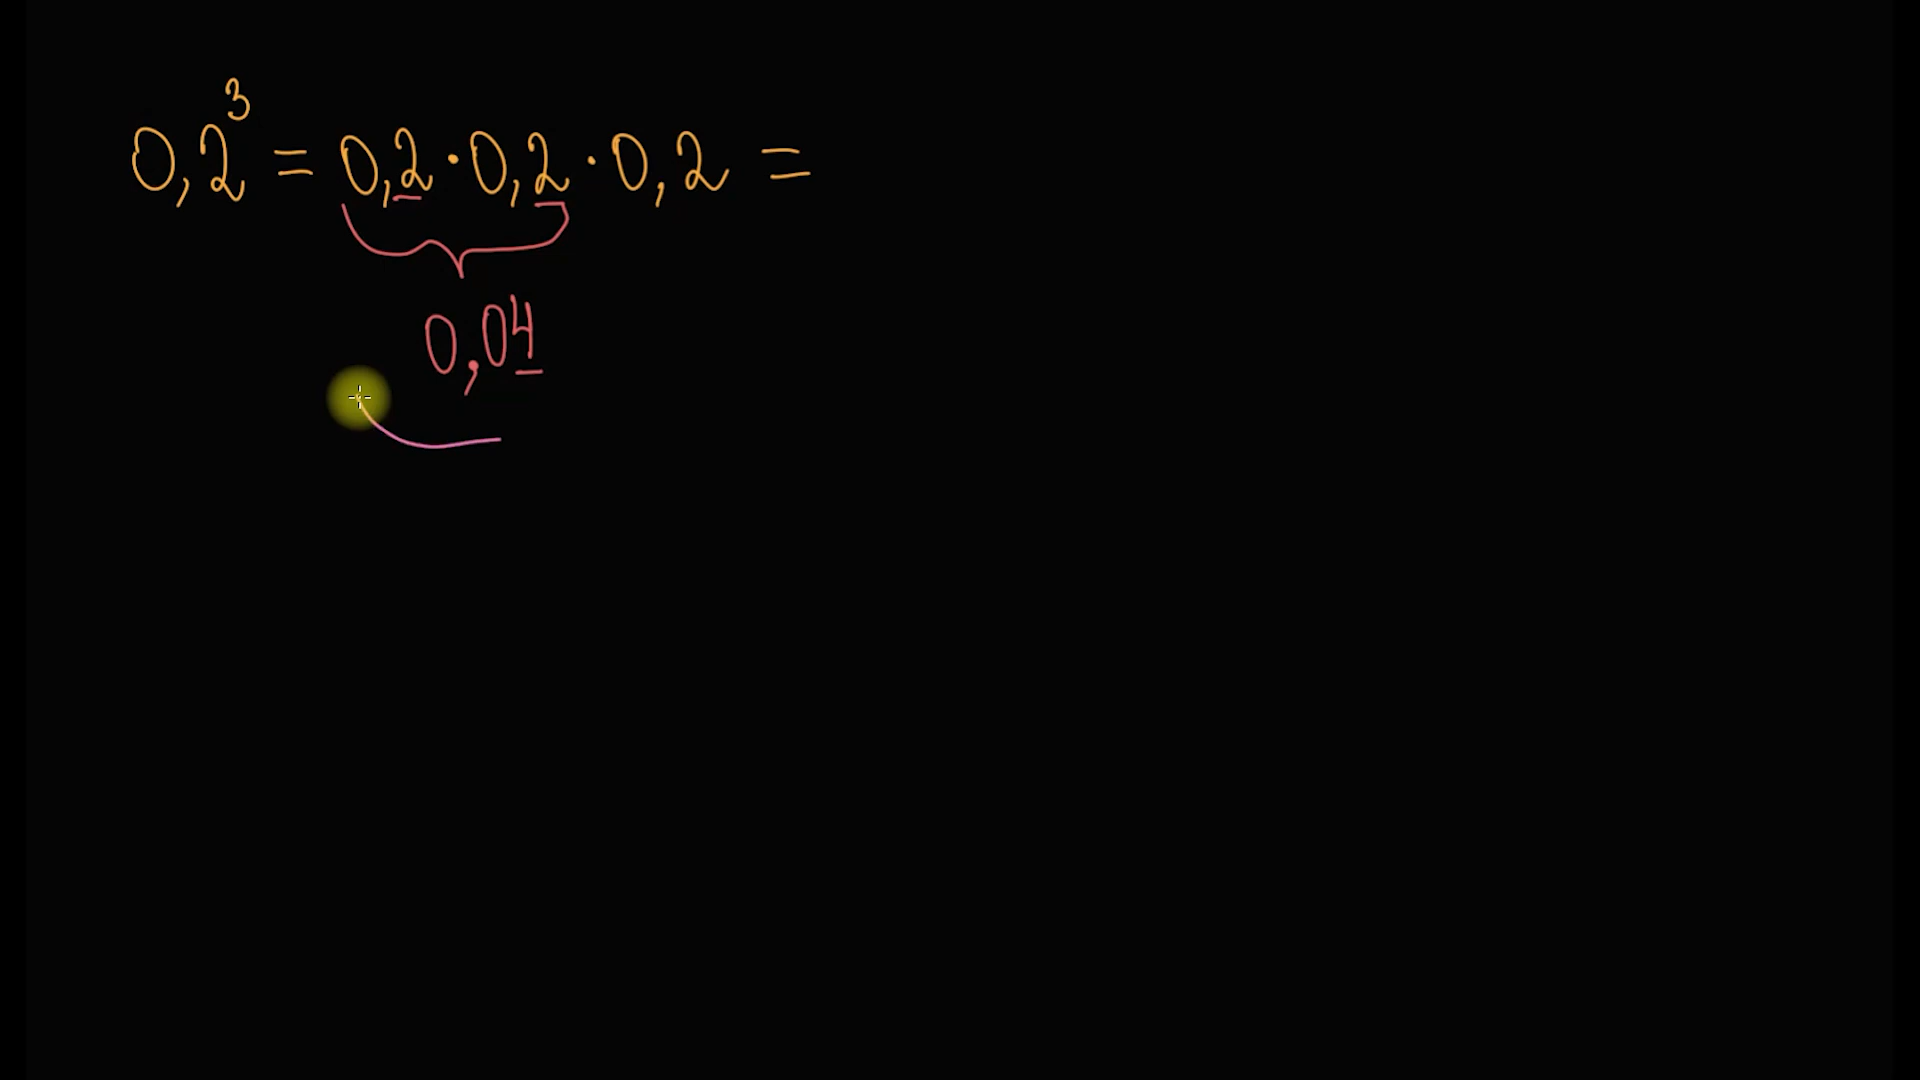 0,2³ = 0,2 · 0,2 · 0,2 =
0,04